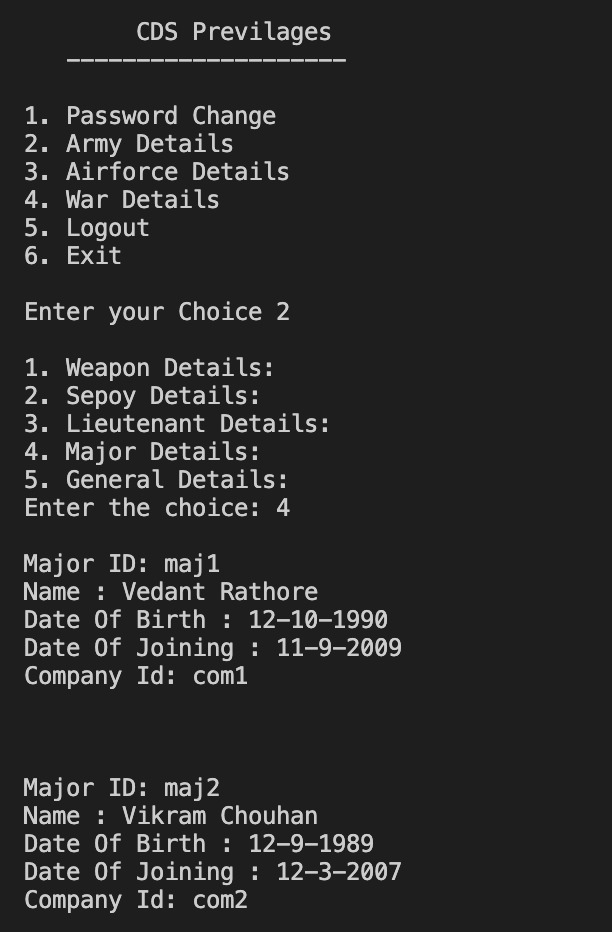 CDS Previlages
--------------------
1. Password Change
2. Army Details
3. Airforce Details
4. War Details
5. Logout
6. Exit
Enter your Choice 2
1. Weapon Details:
2. Sepoy Details:
3. Lieutenant Details:
4. Major Details:
5. General Details:
Enter the choice: 4
Major ID: maj1
Name : Vedant Rathore
Date Of Birth : 12-10-1990
Date Of Joining : 11-9-2009
Company Id: com1
Major ID: maj2
Name : Vikram Chouhan
Date Of Birth : 12-9-1989
Date Of Joining : 12-3-2007
Company Id: com2